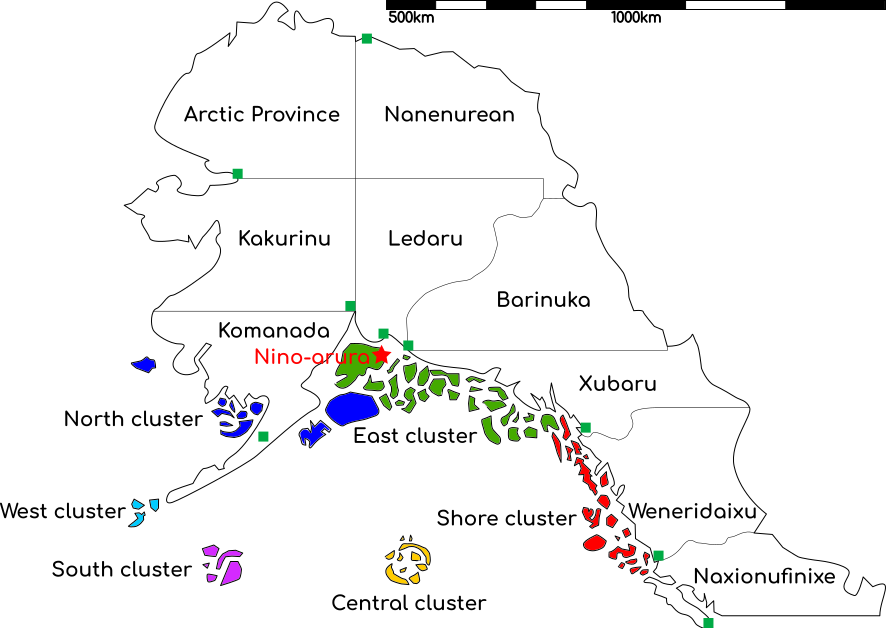 500km 1000km
Arctic Province Nanenurean
Kakurinu Ledaru
Barinuka
Komanada
Nino-arura
Xubaru
North cluster
East cluster
West cluster Shore cluster Weneridaixu
South cluster Naxionufinixe
Central cluster